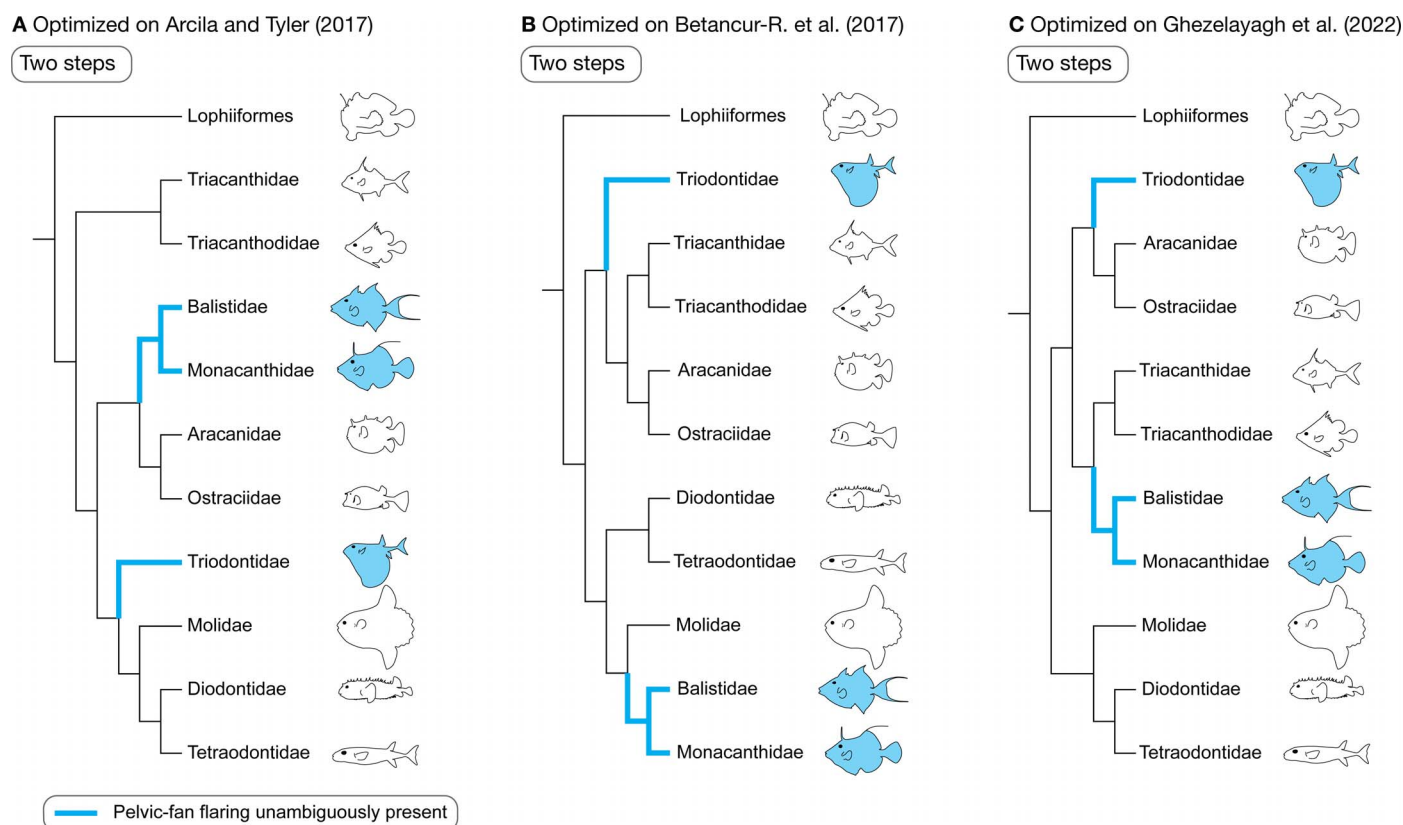 A Optimized on Arcila and Tyler (2017)
Two steps
Lophiiformes
Triacanthidae
Triacanthodidae
Balistidae
Monacanthidae
Aracanidae
Ostraciidae
Triodontidae
Molidae
Diodontidae
Tetraodontidae
B Optimized on Betancur-R. et al. (2017)
Two steps
Lophiiformes
Triodontidae
Triacanthidae
Triacanthodidae
Aracanidae
Ostraciidae
Diodontidae
Tetraodontidae
Molidae
Balistidae
Monacanthidae
C Optimized on Ghezelayagh et al. (2022)
Two steps
Lophiiformes
Triodontidae
Aracanidae
Ostraciidae
Triacanthidae
Triacanthodidae
Balistidae
Monacanthidae
Molidae
Diodontidae
Tetraodontidae
Pelvic-fan flaring unambiguously present